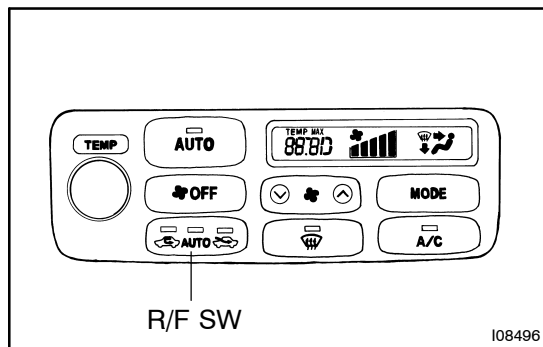 TEMP
AUTO
TEMP MAX
88.8D
OFF
MODE
AUTO
A/C
R/F SW
I08496